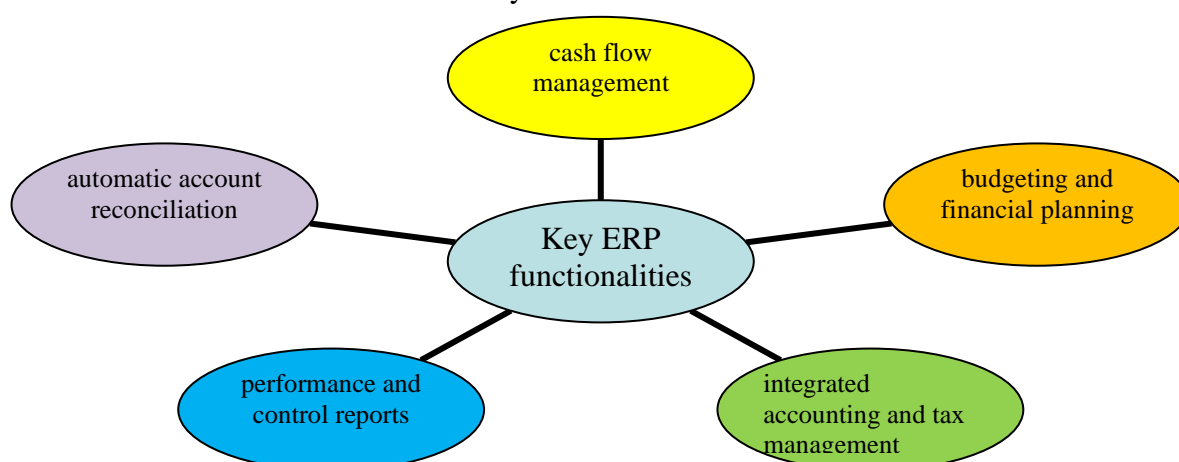 cash flow
management
automatic account
reconciliation
budgeting and
financial planning
Key ERP
functionalities
performance and
control reports
integrated
accounting and tax
management